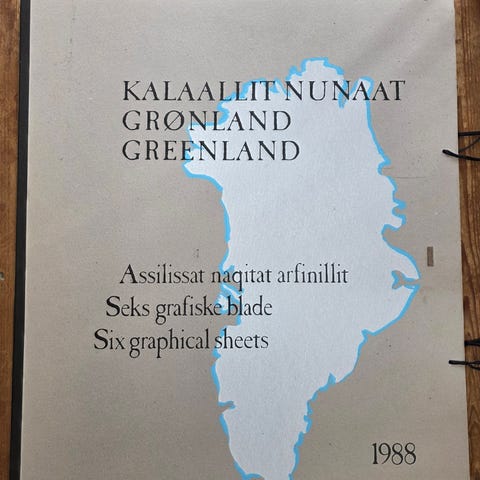 KALAALLIT NUNAAT
GRØNLAND
GREENLAND
Assilissat naqitat arfinillit
Seks grafiske blade
Six graphical sheets
1988